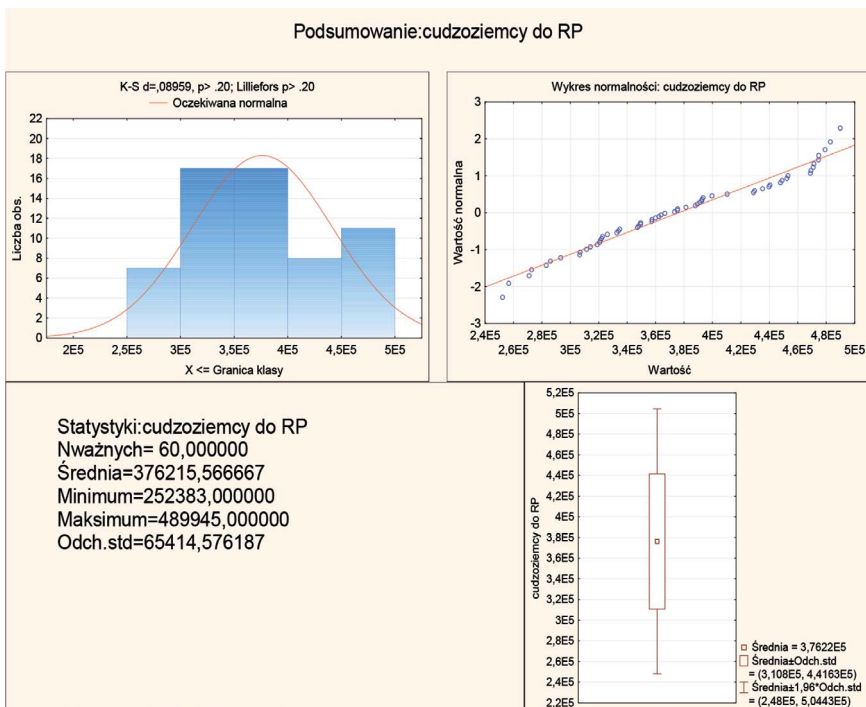 Podsumowanie:cudzoziemcy do RP
K-S d=,08959, p> .20; Lilliefors p> .20
Oczekiwana normalna
Liczba obs.
22
20
18
16
14
12
10
8
6
4
2
0
2E5 2,5E5 3E5 3,5E5 4E5 4,5E5 5E5
X <= Granica klasy
Wykres normalności: cudzoziemcy do RP
Wartość normalna
3
2
1
0
-1
-2
-3
2,4E5 2,8E5 3,2E5 3,6E5 4E5 4,4E5 4,8E5
2,6E5 3E5 3,4E5 3,8E5 4,2E5 4,6E5 5E5
Wartość
Statystyki:cudzoziemcy do RP
Nważnych= 60,000000
Średnia=376215,566667
Minimum=252383,000000
Maksimum=489945,000000
Odch.std=65414,576187
cudzoziemcy do RP
5,2E5
5E5
4,8E5
4,6E5
4,4E5
4,2E5
4E5
3,8E5
3,6E5
3,4E5
3,2E5
3E5
2,8E5
2,6E5
2,4E5
2,2E5
Średnia = 3,7622E5
Średnia±Odch.std
= (3,108E5, 4,4163E5)
Średnia±1,96*Odch.std
= (2,48E5, 5,0443E5)